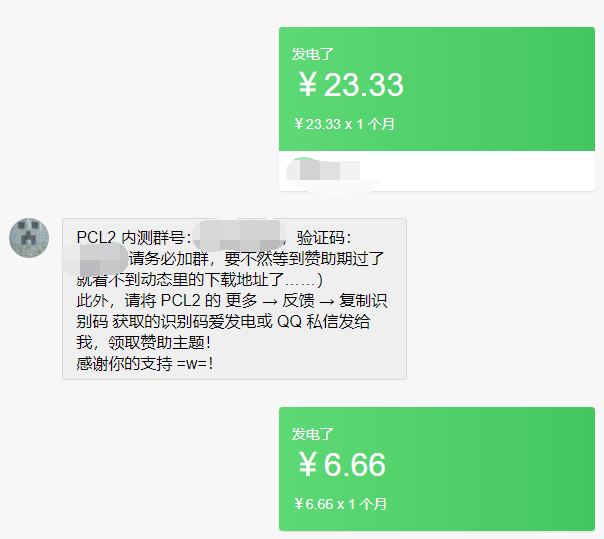 发电了
￥23.33
￥23.33 x 1 个月
PCL2 内测群号：，验证码：
请务必加群，要不然等到赞助期过了
就看不到动态里的下载地址了……）
此外，请将 PCL2 的 更多 → 反馈 → 复制识
别码 获取的识别码爱发电或 QQ 私信发给
我，领取赞助主题！
感谢你的支持 =w=！
发电了
￥6.66
￥6.66 x 1 个月